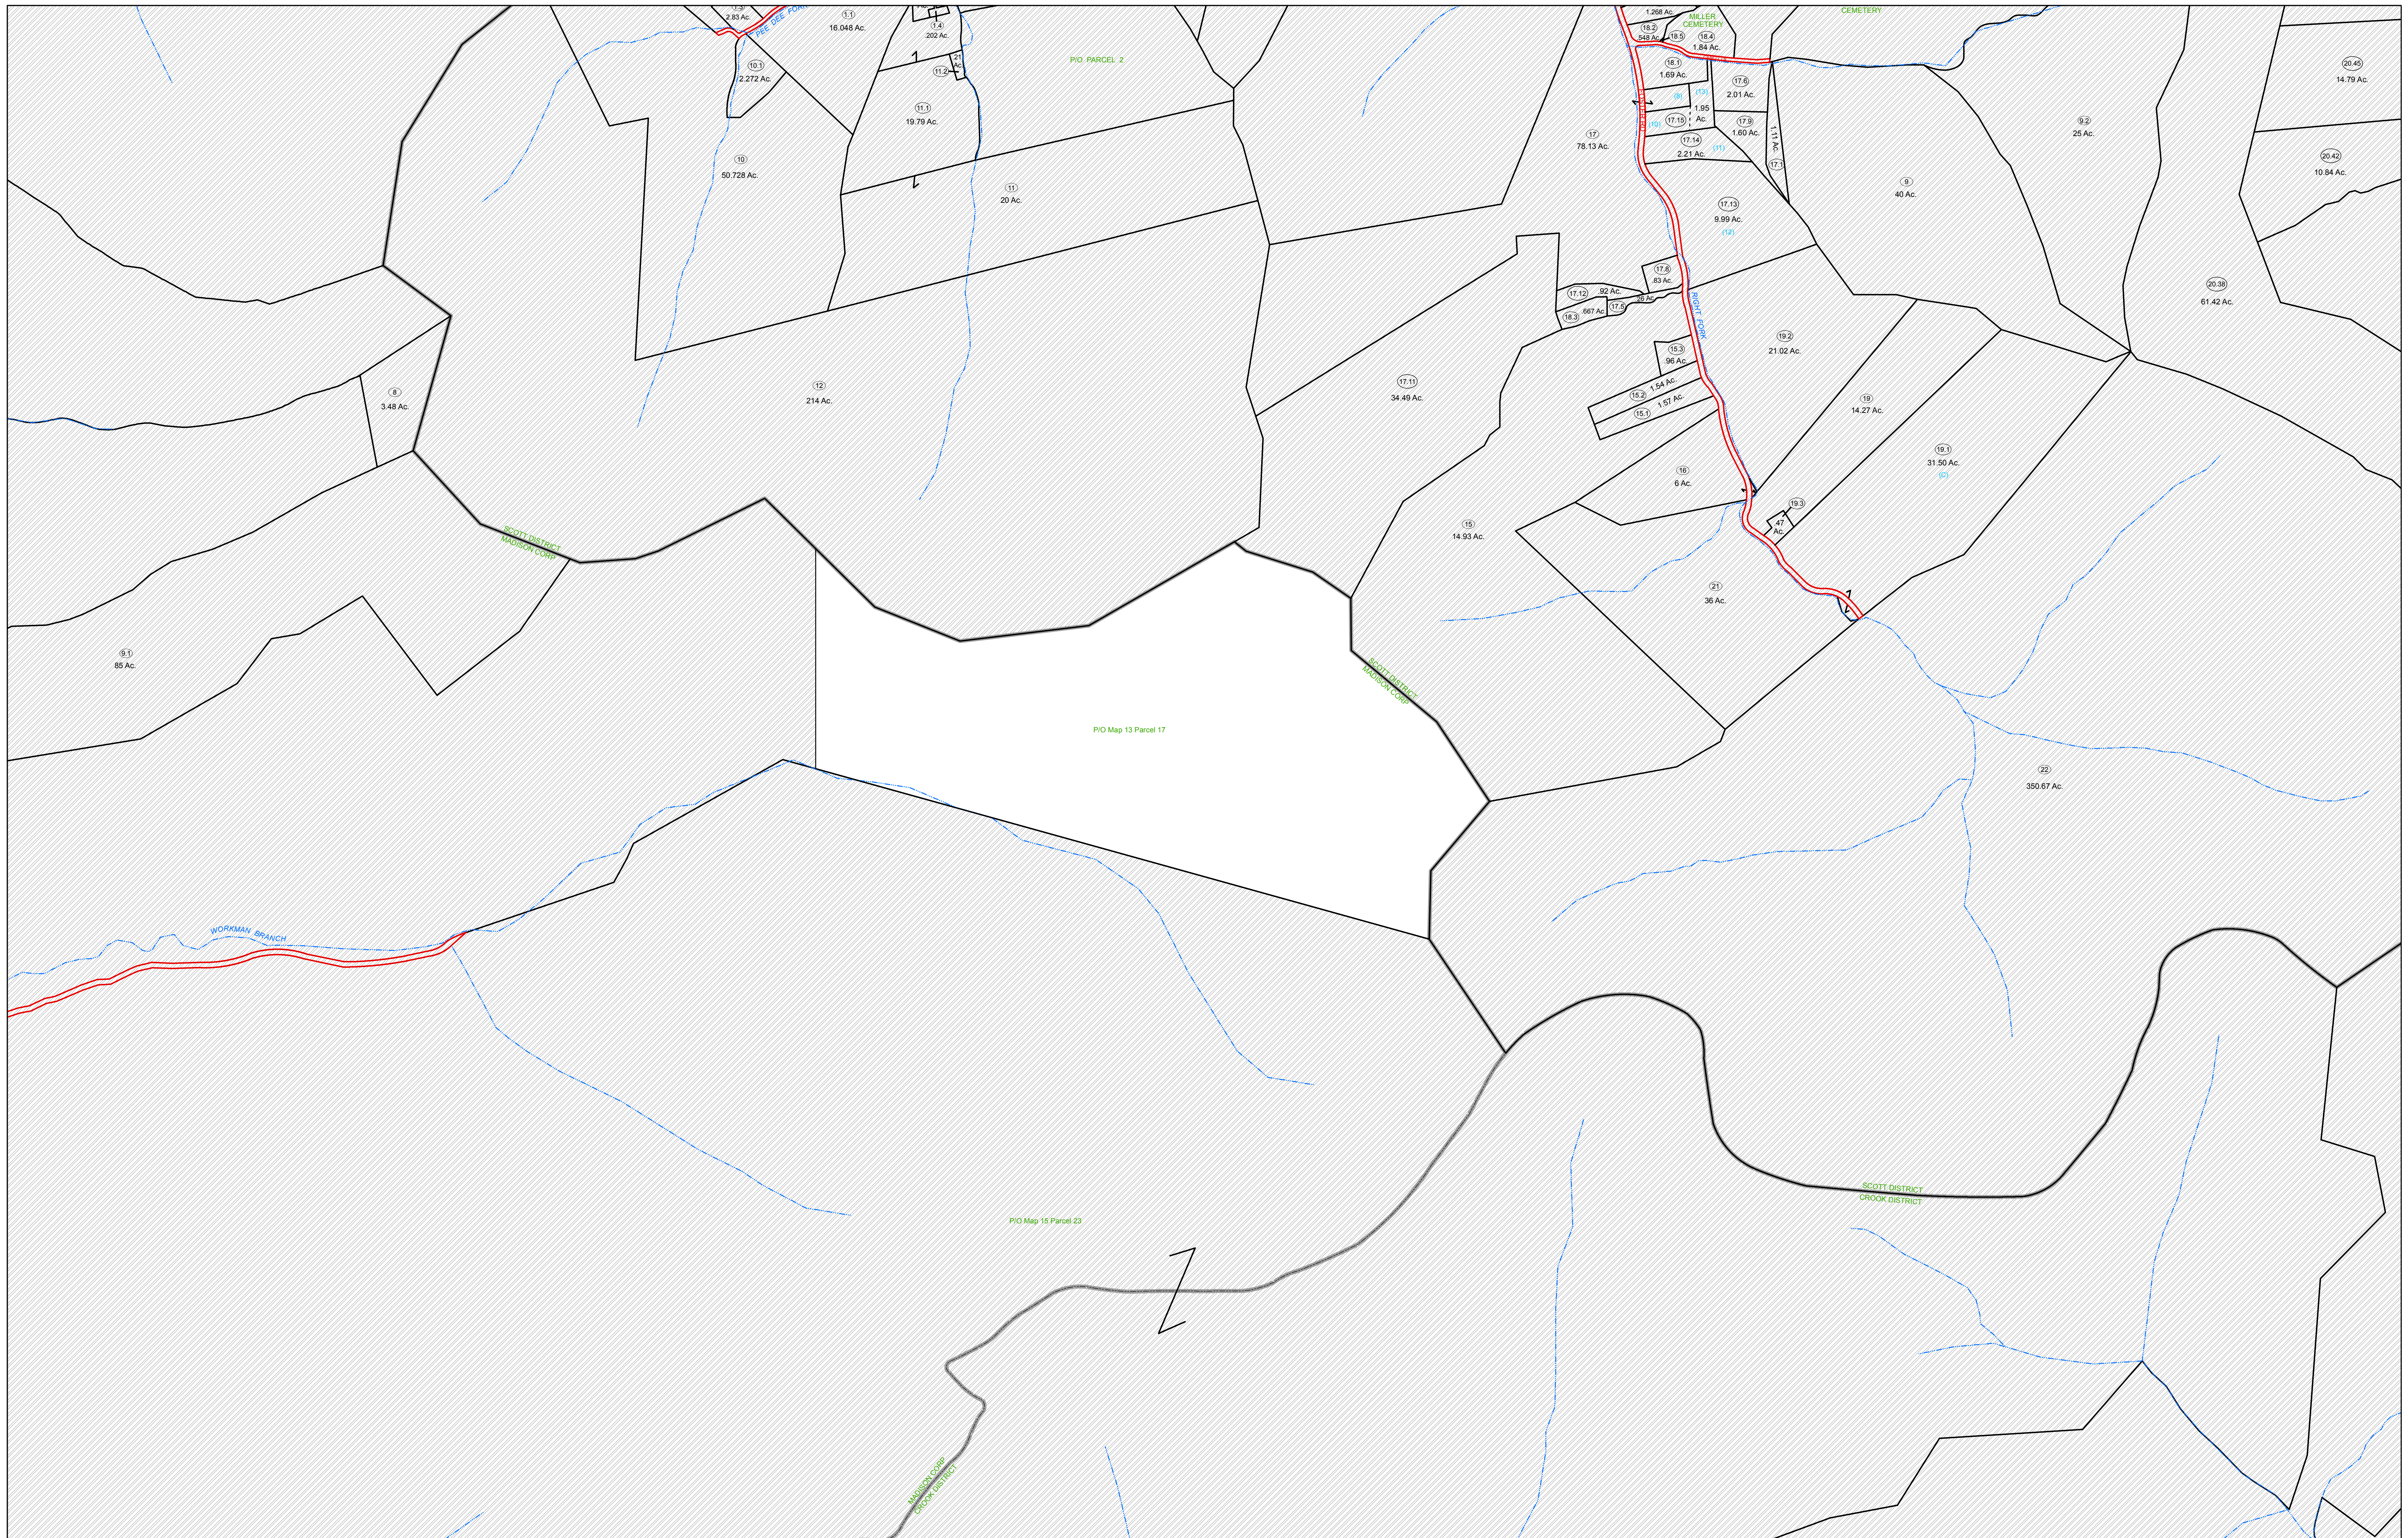 1.3
2.83 Ac.
PEE DEE FORK
1.1
16.048 Ac.
1.4
.202 Ac.
P/O PARCEL 2
1.268 Ac.
MILLER
CEMETERY
CEMETERY
18.2
.548 Ac.
18.5
18.4
1.84 Ac.
10.1
2.272 Ac.
11.2
.21
Ac.
18.1
1.69 Ac.
17.6
2.01 Ac.
20.45
14.79 Ac.
11.1
19.79 Ac.
(8)
(13)
1.95
Ac.
(10)
17.15
17.9
1.60 Ac.
1.11 Ac.
17.1
9.2
25 Ac.
17
78.13 Ac.
17.14
2.21 Ac.
(11)
20.42
10.84 Ac.
10
50.728 Ac.
11
20 Ac.
9
40 Ac.
17.13
9.99 Ac.
(12)
17.8
.83 Ac.
17.12
.92 Ac.
.26 Ac.
17.5
18.3
.667 Ac.
RIGHT FORK
20.38
61.42 Ac.
19.2
21.02 Ac.
15.3
.96 Ac.
8
3.48 Ac.
12
214 Ac.
17.11
34.49 Ac.
15.2
1.54 Ac.
15.1
1.57 Ac.
19
14.27 Ac.
19.1
31.50 Ac.
(C)
16
6 Ac.
19.3
.47
Ac.
15
14.93 Ac.
SCOTT DISTRICT
MADISON CORP
21
36 Ac.
9.1
85 Ac.
SCOTT DISTRICT
MADISON CORP
P/O Map 13 Parcel 17
22
350.67 Ac.
WORKMAN BRANCH
SCOTT DISTRICT
CROOK DISTRICT
P/O Map 15 Parcel 23
MADISON CORP
CROOK DISTRICT